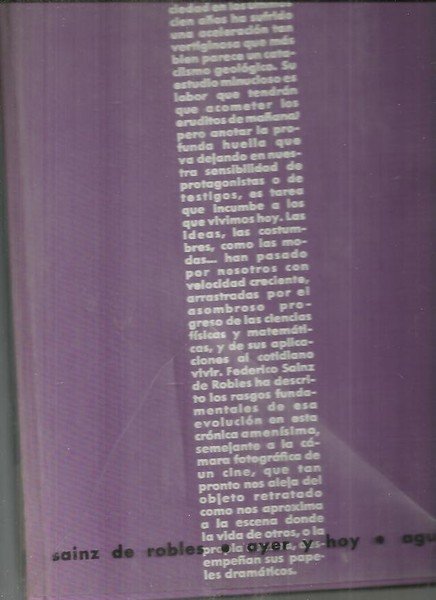 ciedad en los últimos
cien años ha sufrido
una aceleración tan
vertiginosa que más
bien parece un cata-
clismo geológico. Su
estudio minucioso es
labor que tendrán
que acometer los
eruditos de mañana;
pero anotar la pro-
funda huella que
va dejando en nues-
tra sensibilidad de
protagonistas o de
testigos, es tarea
que incumbe a los
que vivimos hoy. Las
ideas, las costum-
bres, como las mo-
das... han pasado
por nosotros con
velocidad creciente,
arrastradas por el
asombroso pro-
greso de las ciencias
físicas y matemáti-
cas, y de sus aplica-
ciones al cotidiano
vivir. Federico Sainz
de Robles ha descri-
to los rasgos funda-
mentales de esa
evolución en esta
crónica amenísima,
semejante a la cá-
mara fotográfica de
un cine, que tan
pronto nos aleja del
objeto retratado
como nos aproxima
a la escena donde
la vida de otros, o la
propia
empeñan sus pape-
les dramáticos.
sainz de robles • ayer y hoy • agu